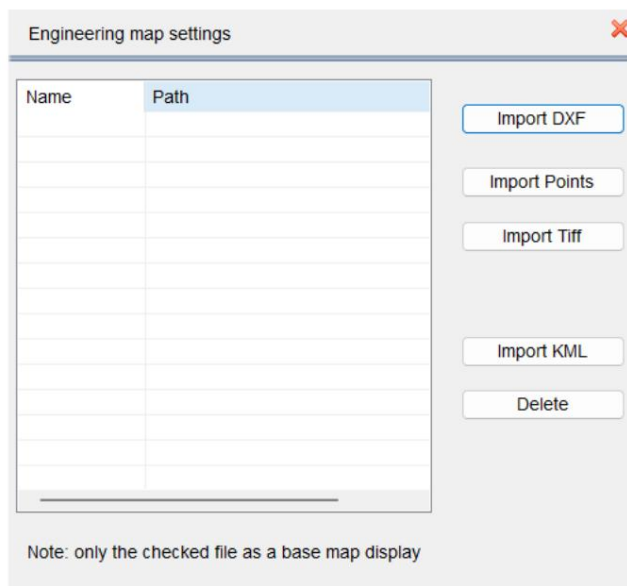 Engineering map settings
Name Path
Import DXF
Import Points
Import Tiff
Import KML
Delete
Note: only the checked file as a base map display